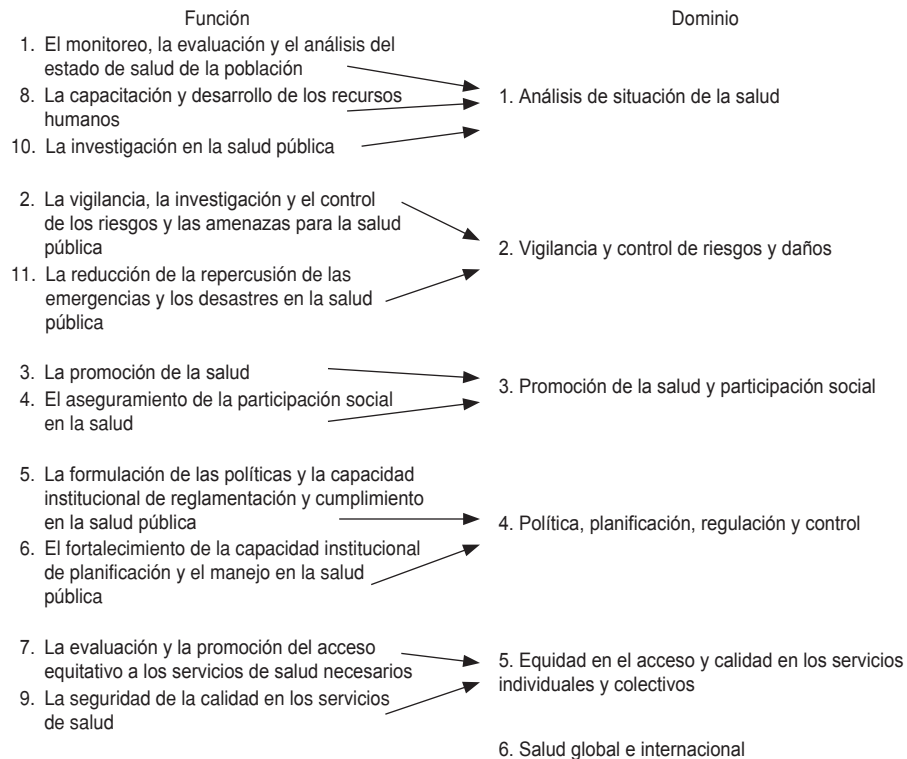 Función
Dominio
1. El monitoreo, la evaluación y el análisis del
estado de salud de la población
8. La capacitación y desarrollo de los recursos
humanos
10. La investigación en la salud pública
1. Análisis de situación de la salud
2. La vigilancia, la investigación y el control
de los riesgos y las amenazas para la salud
pública
11. La reducción de la repercusión de las
emergencias y los desastres en la salud
pública
2. Vigilancia y control de riesgos y daños
3. La promoción de la salud
4. El aseguramiento de la participación social
en la salud
3. Promoción de la salud y participación social
5. La formulación de las políticas y la capacidad
institucional de reglamentación y cumplimiento
en la salud pública
6. El fortalecimiento de la capacidad institucional
de planificación y el manejo en la salud
pública
4. Política, planificación, regulación y control
7. La evaluación y la promoción del acceso
equitativo a los servicios de salud necesarios
9. La seguridad de la calidad en los servicios
de salud
5. Equidad en el acceso y calidad en los servicios
individuales y colectivos
6. Salud global e internacional